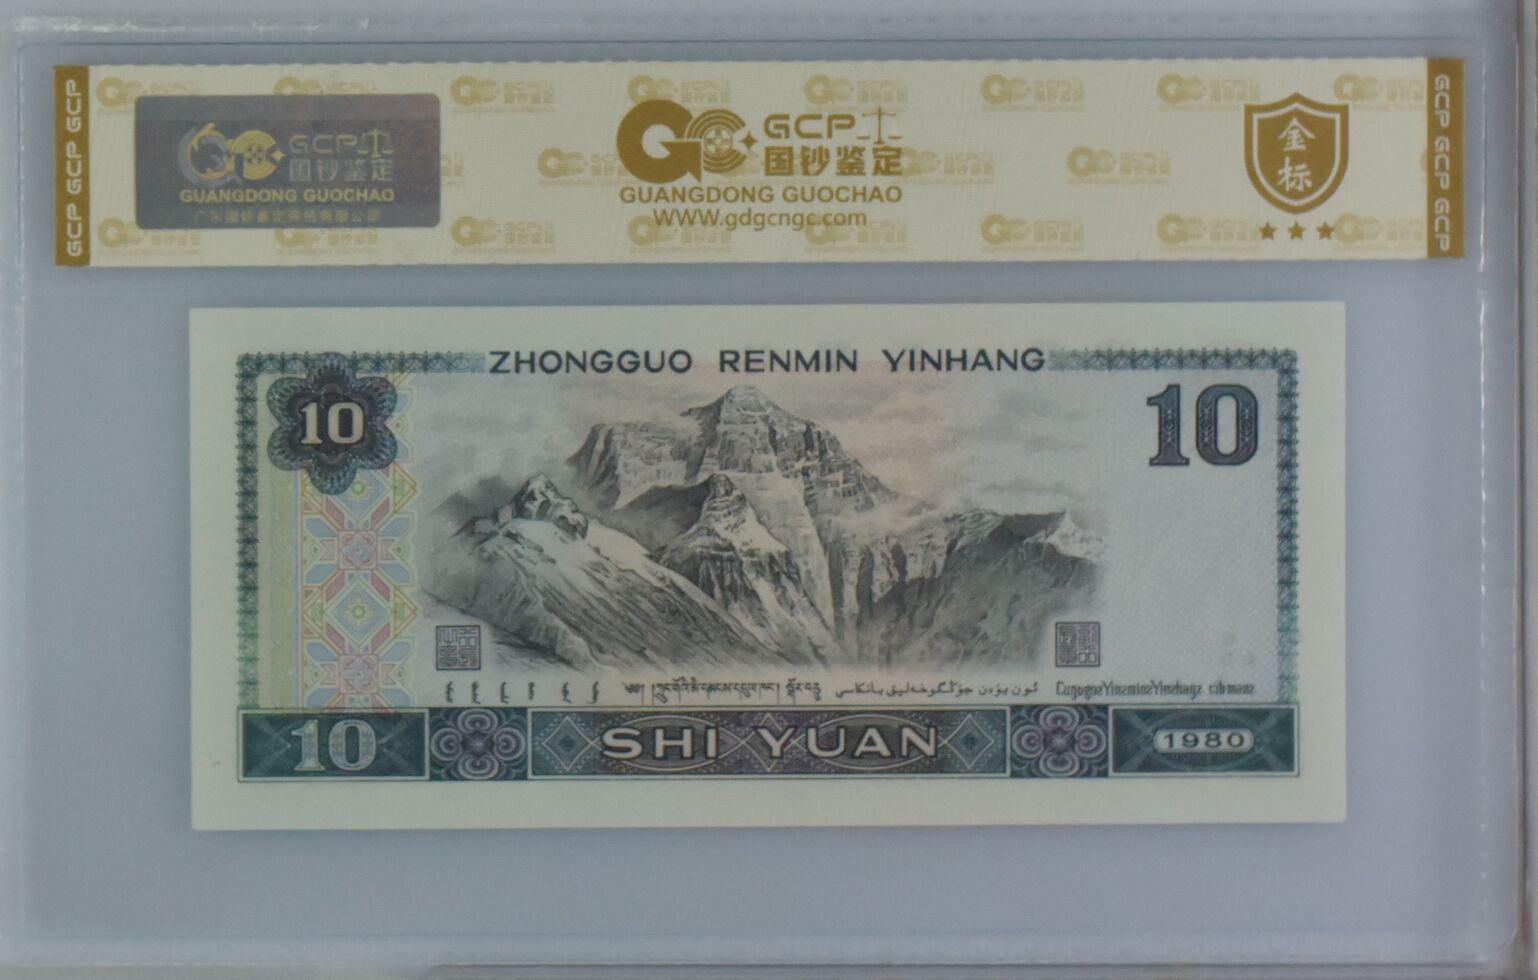 GCP GCP GCP
GCP 国钞鉴定
GUANGDONG GUOCHAO
广东国钞鉴定评估有限公司
GCP
国钞鉴定
GUANGDONG GUOCHAO
WWW.gdgcngc.com
金标
GCP GCP GCP
ZHONGGUO RENMIN YINHANG
10
10
10
SHI YUAN
1980